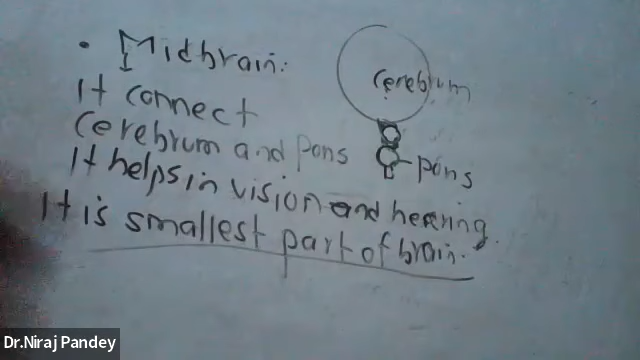 • Midbrain:
It connect
Cerebrum and pons
It helps in vision and heering.
It is smallest part of brain.
Cerebrum
pons
Dr.Niraj Pandey